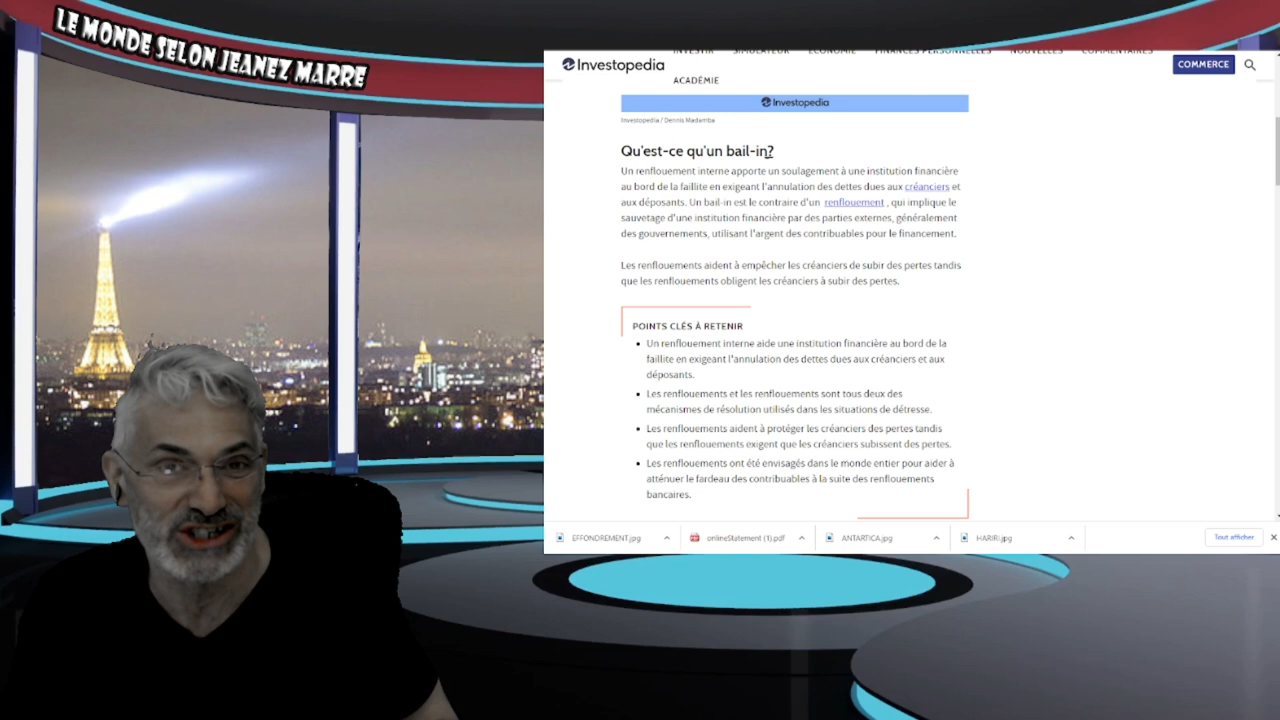 LE MONDE SELON JEANEZ MARRE
INVESTIR SIMULATEUR ÉCONOMIE FINANCES PERSONNELLES NOUVELLES COMMENTAIRES
Investopedia
COMMERCE
ACADÉMIE
Investopedia
Investopedia / Dennis Madamba
Qu'est-ce qu'un bail-in?
Un renflouement interne apporte un soulagement à une institution financière
au bord de la faillite en exigeant l'annulation des dettes dues aux créanciers et
aux déposants. Un bail-in est le contraire d'un renflouement , qui implique le
sauvetage d'une institution financière par des parties externes, généralement
des gouvernements, utilisant l'argent des contribuables pour le financement.
Les renflouements aident à empêcher les créanciers de subir des pertes tandis
que les renflouements obligent les créanciers à subir des pertes.
POINTS CLÉS À RETENIR
• Un renflouement interne aide une institution financière au bord de la
faillite en exigeant l'annulation des dettes dues aux créanciers et aux
déposants.
• Les renflouements et les renflouements sont tous deux des
mécanismes de résolution utilisés dans les situations de détresse.
• Les renflouements aident à protéger les créanciers des pertes tandis
que les renflouements exigent que les créanciers subissent des pertes.
• Les renflouements ont été envisagés dans le monde entier pour aider à
atténuer le fardeau des contribuables à la suite des renflouements
bancaires.
EFFONDREMENT.jpg onlineStatement (1).pdf ANTARTICA.jpg HARIRI.jpg Tout afficher